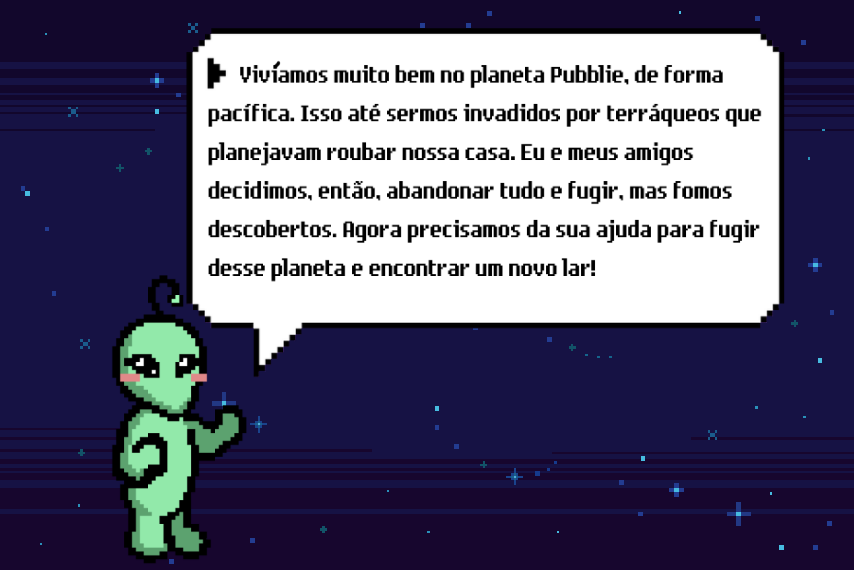 Vivíamos muito bem no planeta Pubblie, de forma
pacífica. Isso até sermos invadidos por terráqueos que
planejavam roubar nossa casa. Eu e meus amigos
decidimos, então, abandonar tudo e fugir, mas fomos
descobertos. Agora precisamos da sua ajuda para fugir
desse planeta e encontrar um novo lar!